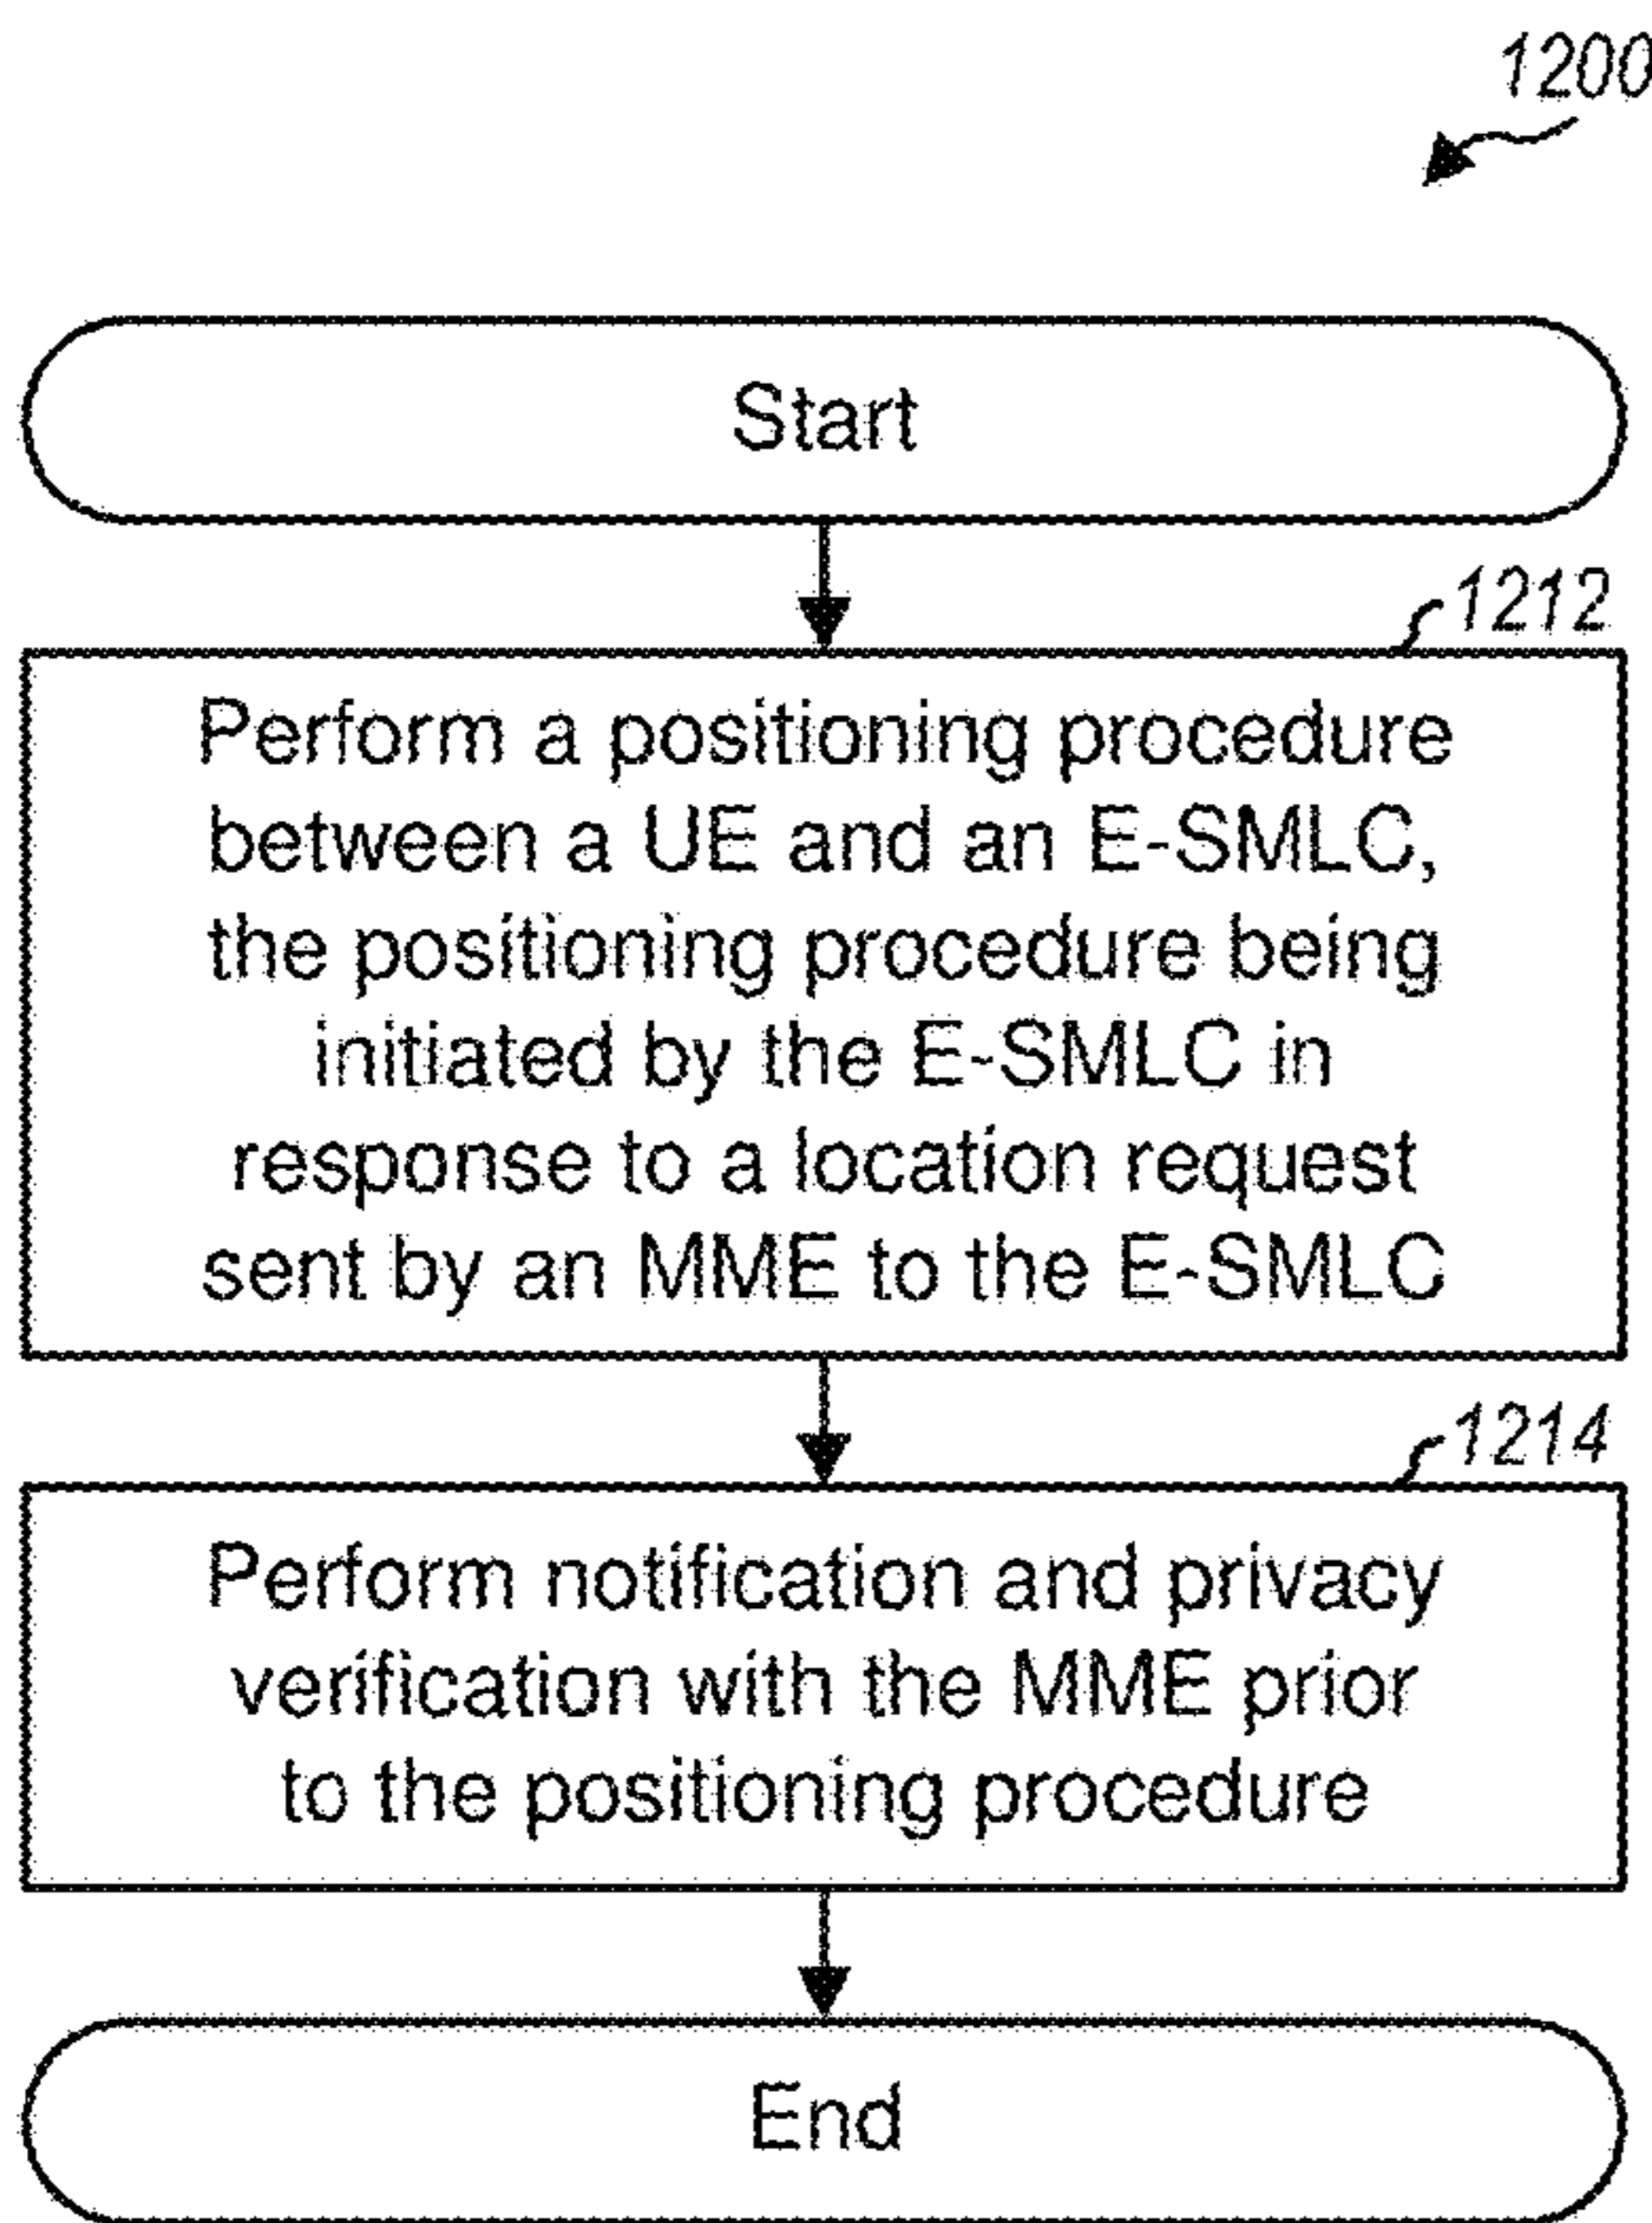 1200
Start
1212
Perform a positioning procedure
between a UE and an E-SMLC,
the positioning procedure being
initiated by the E-SMLC in
response to a location request
sent by an MME to the E-SMLC
1214
Perform notification and privacy
verification with the MME prior
to the positioning procedure
End